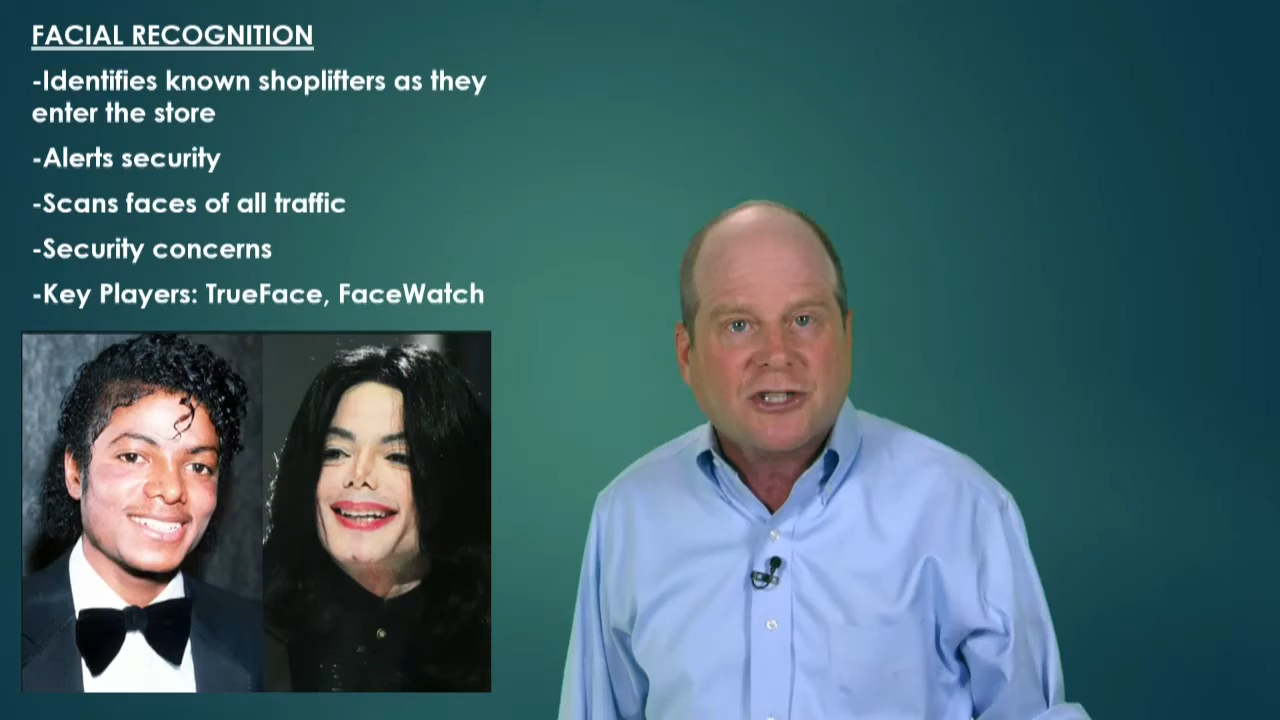 FACIAL RECOGNITION
-Identifies known shoplifters as they
enter the store
-Alerts security
-Scans faces of all traffic
-Security concerns
-Key Players: TrueFace, FaceWatch